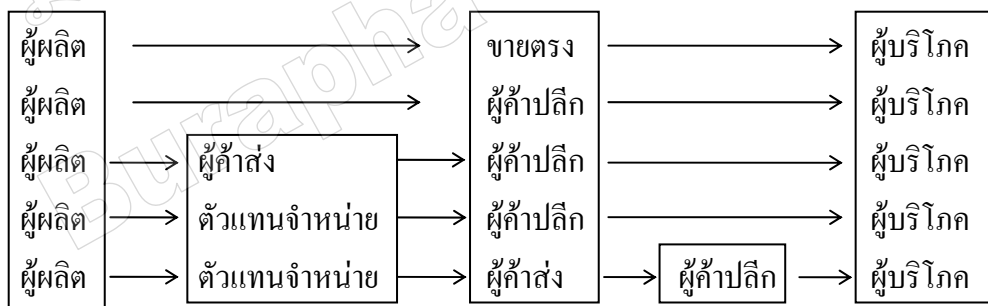 ผู้ผลิต ขายตรง ผู้บริโภค
ผู้ผลิต ผู้ค้าปลีก ผู้บริโภค
ผู้ผลิต ผู้ค้าส่ง ผู้ค้าปลีก ผู้บริโภค
ผู้ผลิต ตัวแทนจำหน่าย ผู้ค้าปลีก ผู้บริโภค
ผู้ผลิต ตัวแทนจำหน่าย ผู้ค้าส่ง ผู้ค้าปลีก ผู้บริโภค
Burapha